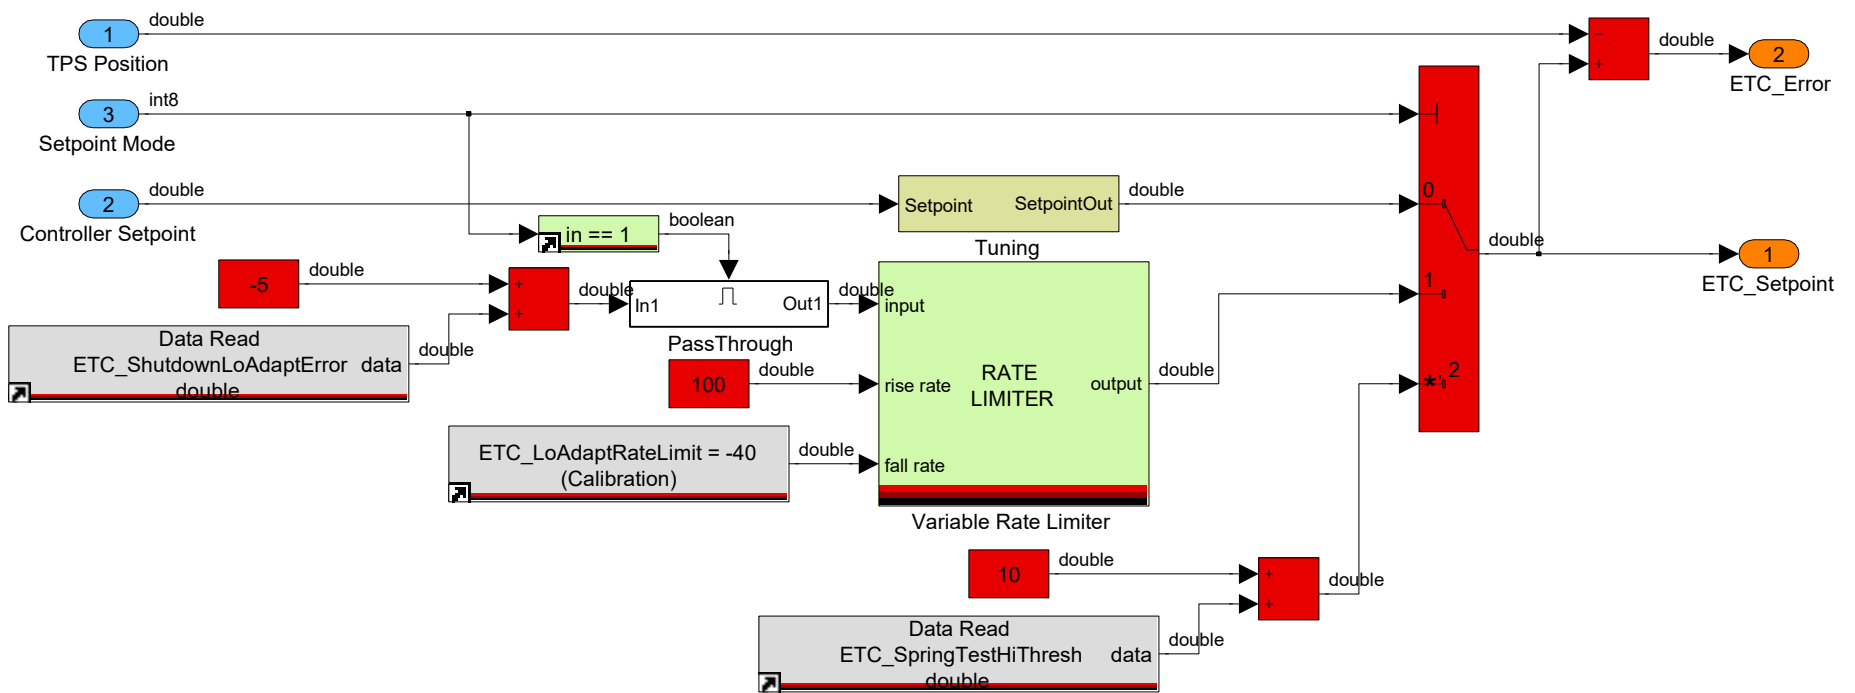 double
1
TPS Position
−
+
double
2
ETC_Error
int8
3
Setpoint Mode
double
2
Controller Setpoint
Setpoint SetpointOut
Tuning
double
0
in == 1
boolean
double
1
ETC_Setpoint
-5
double
+
+
double
In1 Out1
PassThrough
double
input
1
Data Read
ETC_ShutdownLoAdaptError data
double
double
100
double
rise rate
RATE
LIMITER
output
double
*, 2
ETC_LoAdaptRateLimit = -40
(Calibration)
double
fall rate
Variable Rate Limiter
10
double
+
+
double
Data Read
ETC_SpringTestHiThresh data
double
double